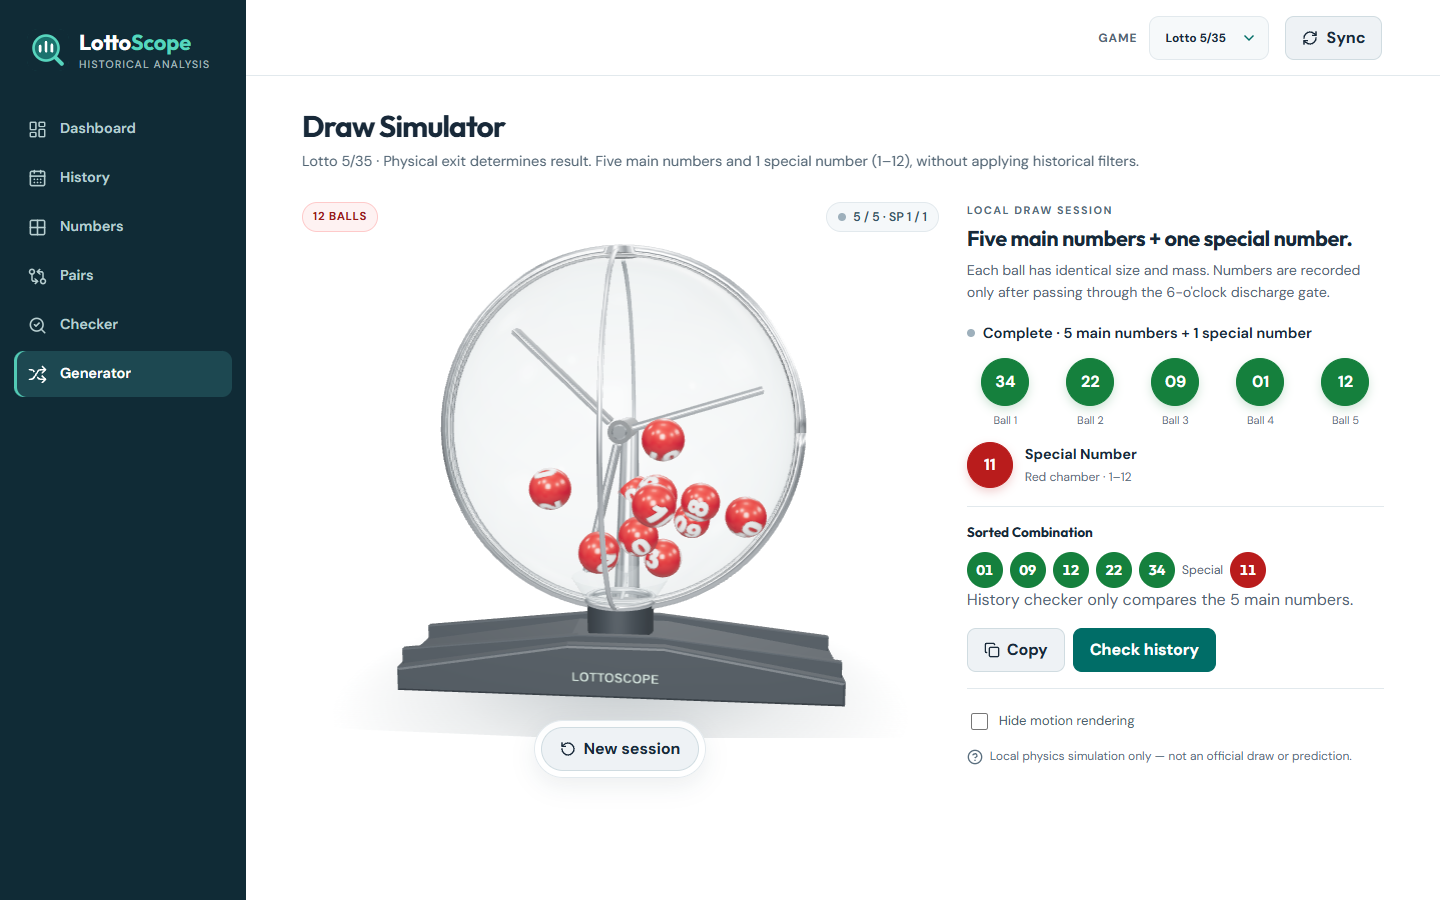 LottoScope
HISTORICAL ANALYSIS
Dashboard
History
Numbers
Pairs
Checker
Generator
GAME
Lotto 5/35
Sync
Draw Simulator
Lotto 5/35 · Physical exit determines result. Five main numbers and 1 special number (1–12), without applying historical filters.
12 BALLS
5 / 5 · SP 1 / 1
LOTTOSCOPE
New session
LOCAL DRAW SESSION
Five main numbers + one special number.
Each ball has identical size and mass. Numbers are recorded
only after passing through the 6-o'clock discharge gate.
Complete · 5 main numbers + 1 special number
34 22 09 01 12
Ball 1 Ball 2 Ball 3 Ball 4 Ball 5
11
Special Number
Red chamber · 1–12
Sorted Combination
01 09 12 22 34 Special 11
History checker only compares the 5 main numbers.
Copy
Check history
Hide motion rendering
Local physics simulation only — not an official draw or prediction.